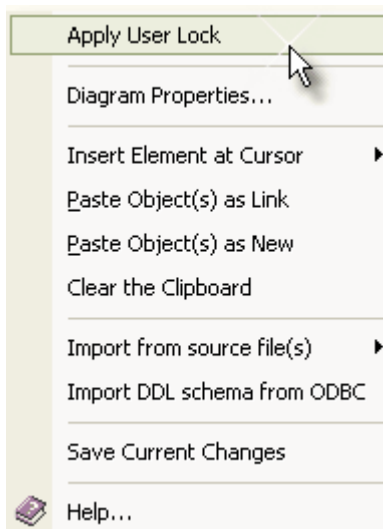 Apply User Lock
Diagram Properties...
Insert Element at Cursor
Paste Object(s) as Link
Paste Object(s) as New
Clear the Clipboard
Import from source file(s)
Import DDL schema from ODBC
Save Current Changes
Help...